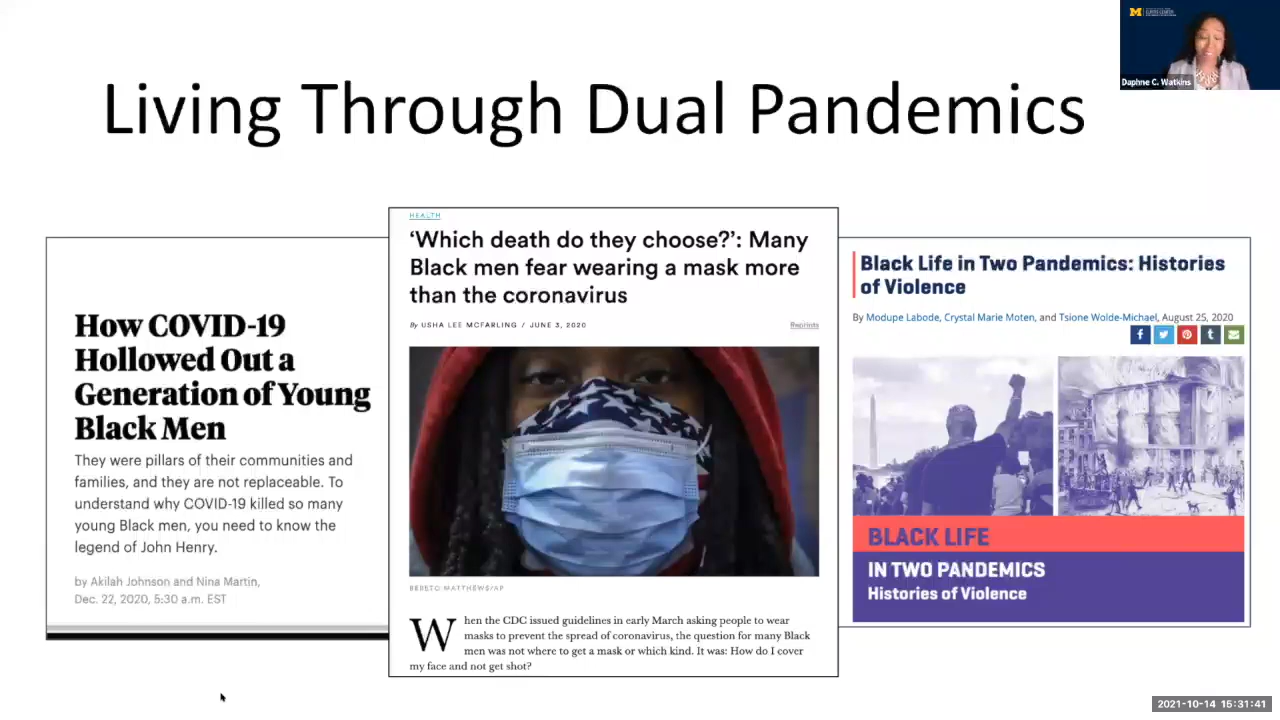 Living Through Dual Pandemics
M
Daphne C. Watkins
How COVID-19
Hollowed Out a
Generation of Young
Black Men
They were pillars of their communities and
families, and they are not replaceable. To
understand why COVID-19 killed so many
young Black men, you need to know the
legend of John Henry.
by Akilah Johnson and Nina Martin,
Dec. 22, 2020, 5:30 a.m. EST
HEALTH
‘Which death do they choose?’: Many
Black men fear wearing a mask more
than the coronavirus
By USHA LEE MCFARLING / JUNE 3, 2020
Reprints
BEBETO MATTHEWS/AP
When the CDC issued guidelines in early March asking people to wear
masks to prevent the spread of coronavirus, the question for many Black
men was not where to get a mask or which kind. It was: How do I cover
my face and not get shot?
Black Life in Two Pandemics: Histories
of Violence
By Modupe Labode, Crystal Marie Moten, and Tsione Wolde-Michael, August 25, 2020
BLACK LIFE
IN TWO PANDEMICS
Histories of Violence
2021-10-14 15:31:41